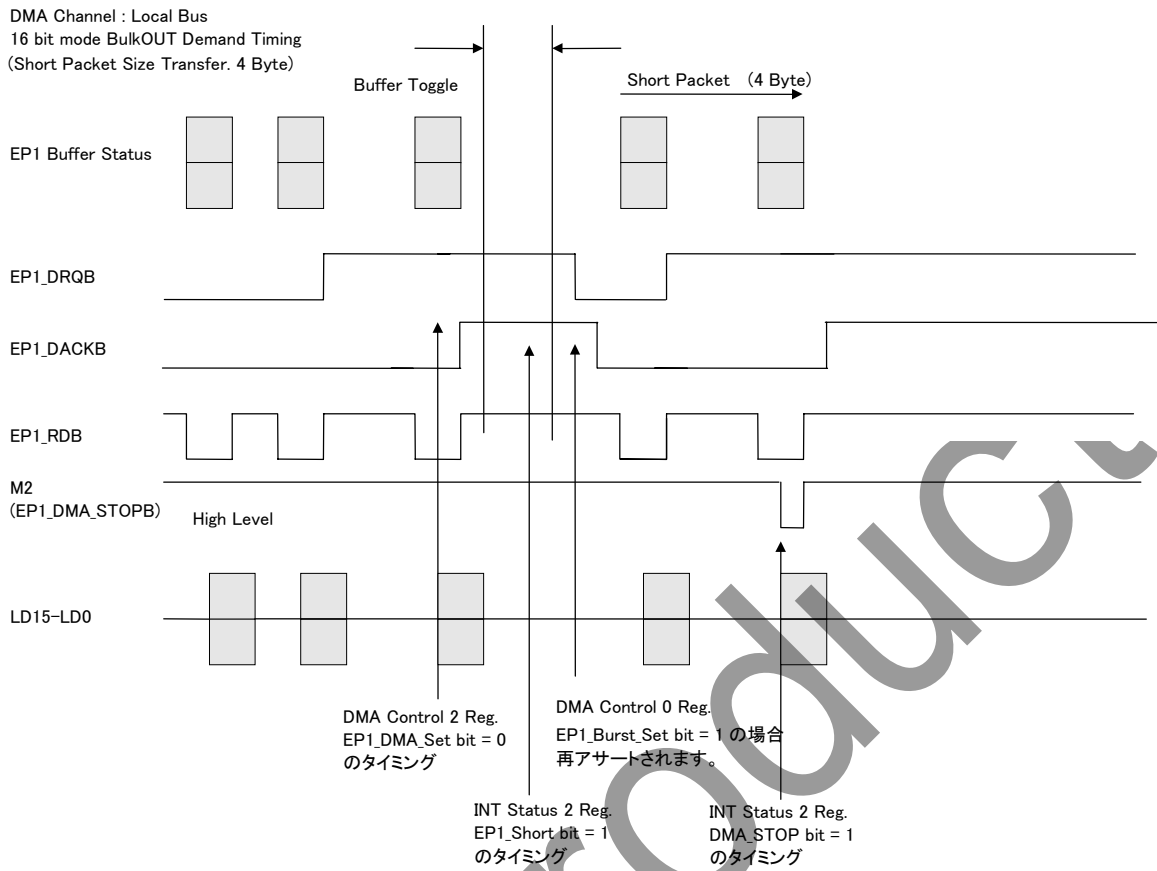 DMA Channel : Local Bus
16 bit mode BulkOUT Demand Timing
(Short Packet Size Transfer. 4 Byte)
Buffer Toggle
Short Packet (4 Byte)
EP1 Buffer Status
EP1_DRQB
EP1_DACKB
EP1_RDB
M2
(EP1_DMA_STOPB)
High Level
LD15-LD0
DMA Control 2 Reg.
EP1_DMA_Set bit = 0
のタイミング
DMA Control 0 Reg.
EP1_Burst_Set bit = 1 の場合
再アサートされます。
INT Status 2 Reg.
EP1_Short bit = 1
のタイミング
INT Status 2 Reg.
DMA_STOP bit = 1
のタイミング
roduct